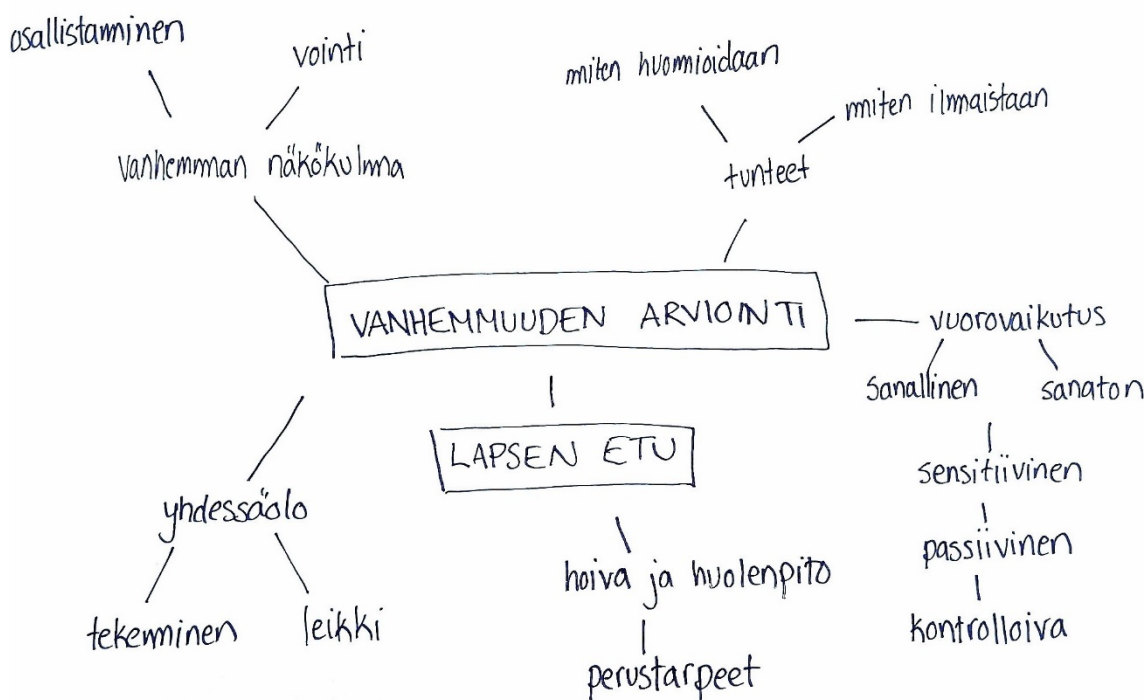 osallistaminen
vointi
vanhemman näkökulma
miten huomioidaan
miten ilmaistaan
tunteet
VANHEMMUUDEN ARVIOINTI
vuorovaikutus
sanallinen
sanaton
sensitiivinen
passiivinen
kontrolloiva
LAPSEN ETU
hoiva ja huolenpito
perustarpeet
yhdessäolo
tekeminen
leikki